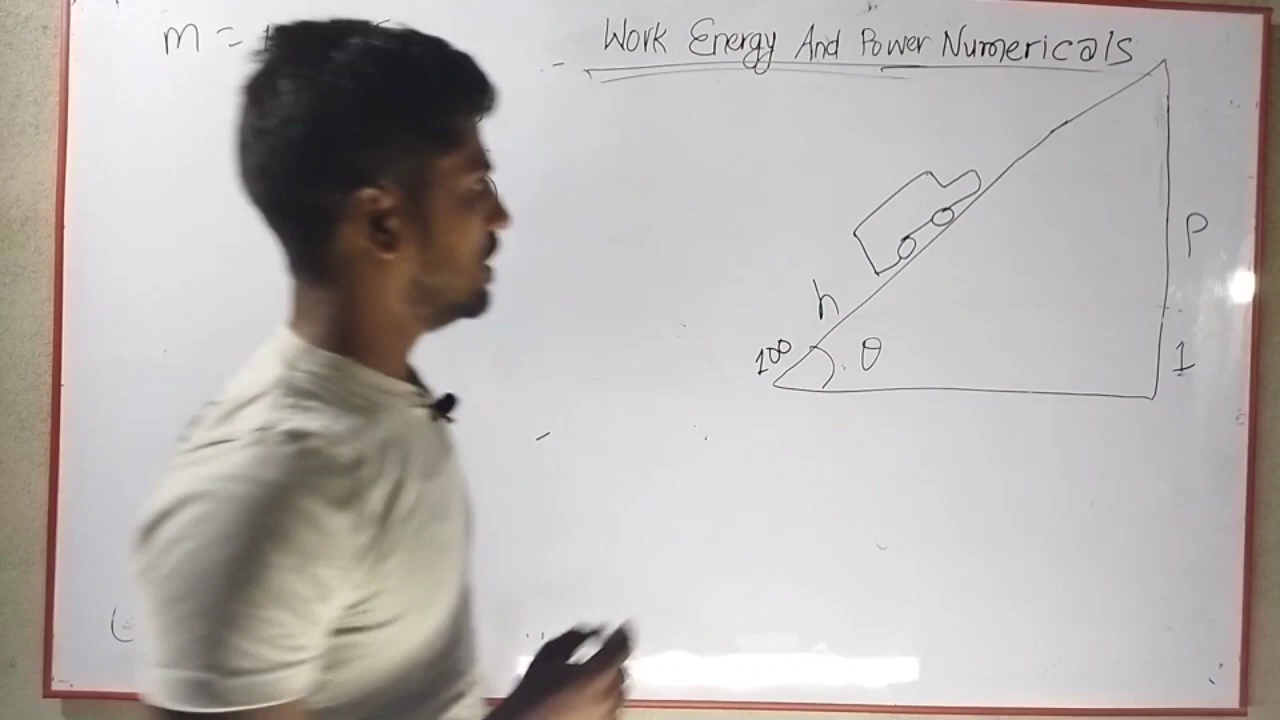 m =
Work Energy And Power Numericals
p
h
100
θ
1